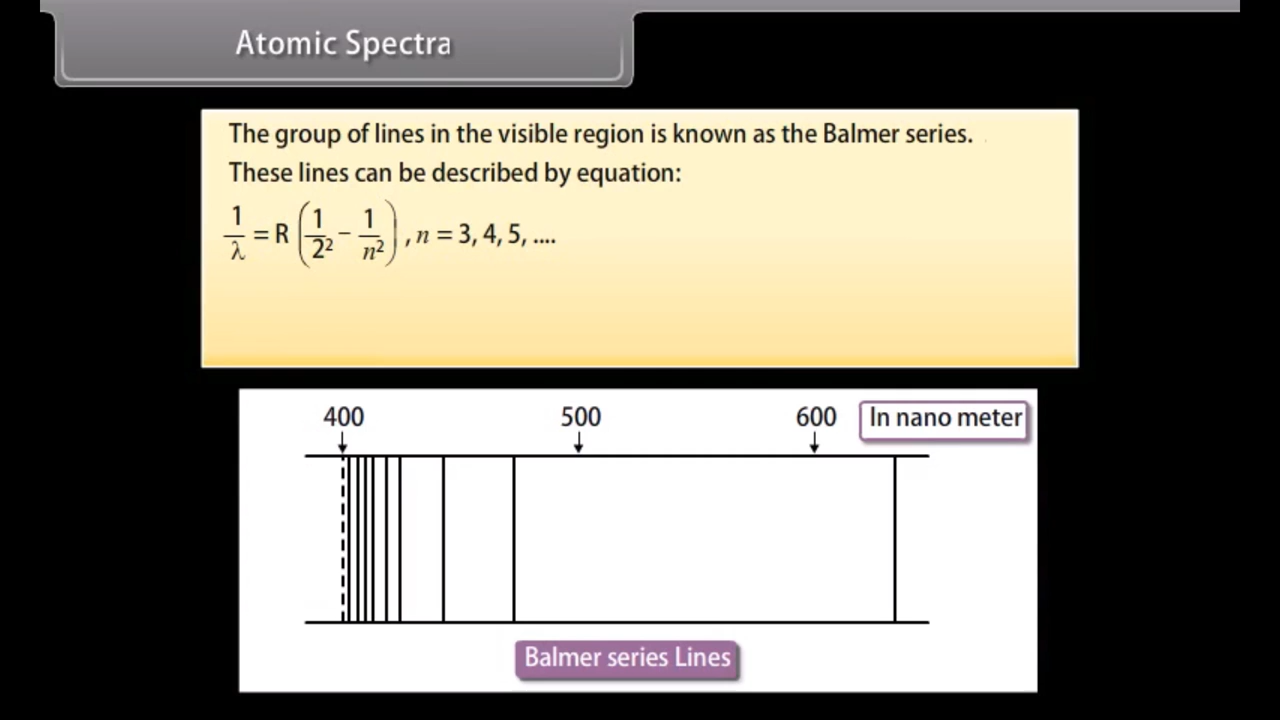 Atomic Spectra
The group of lines in the visible region is known as the Balmer series.
These lines can be described by equation:
1/λ = R (1/2² − 1/n²), n = 3, 4, 5, ....
400 500 600 In nano meter
Balmer series Lines